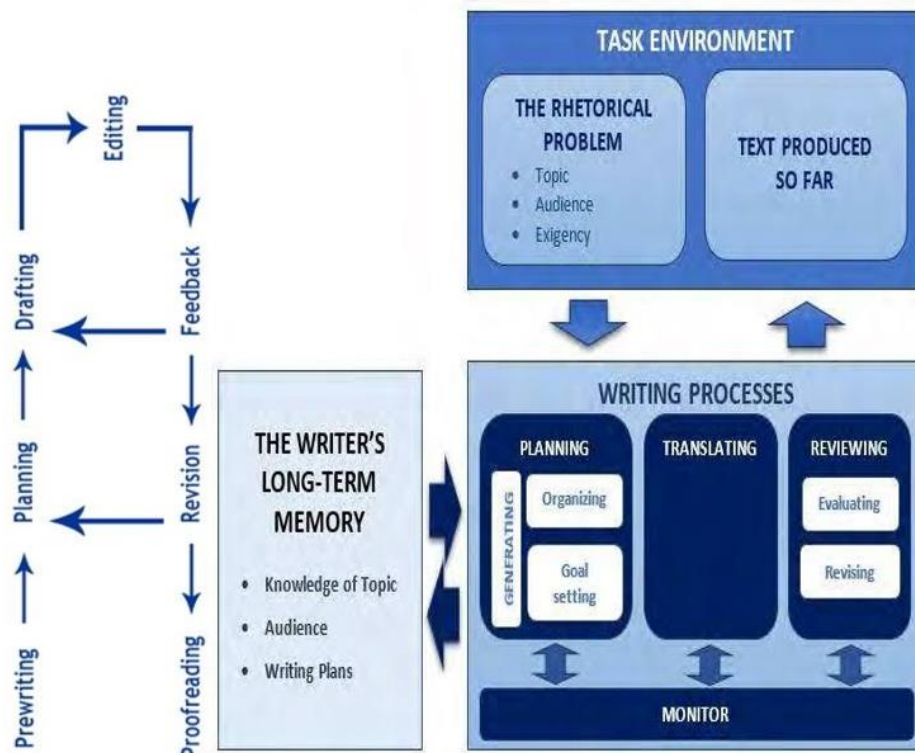 Editing
Drafting
Feedback
Planning
Revision
Prewriting
Proofreading
THE WRITER'S
LONG-TERM
MEMORY
• Knowledge of Topic
• Audience
• Writing Plans
TASK ENVIRONMENT
THE RHETORICAL
PROBLEM
• Topic
• Audience
• Exigency
TEXT PRODUCED
SO FAR
WRITING PROCESSES
PLANNING
GENERATING
Organizing
Goal
setting
TRANSLATING
REVIEWING
Evaluating
Revising
MONITOR